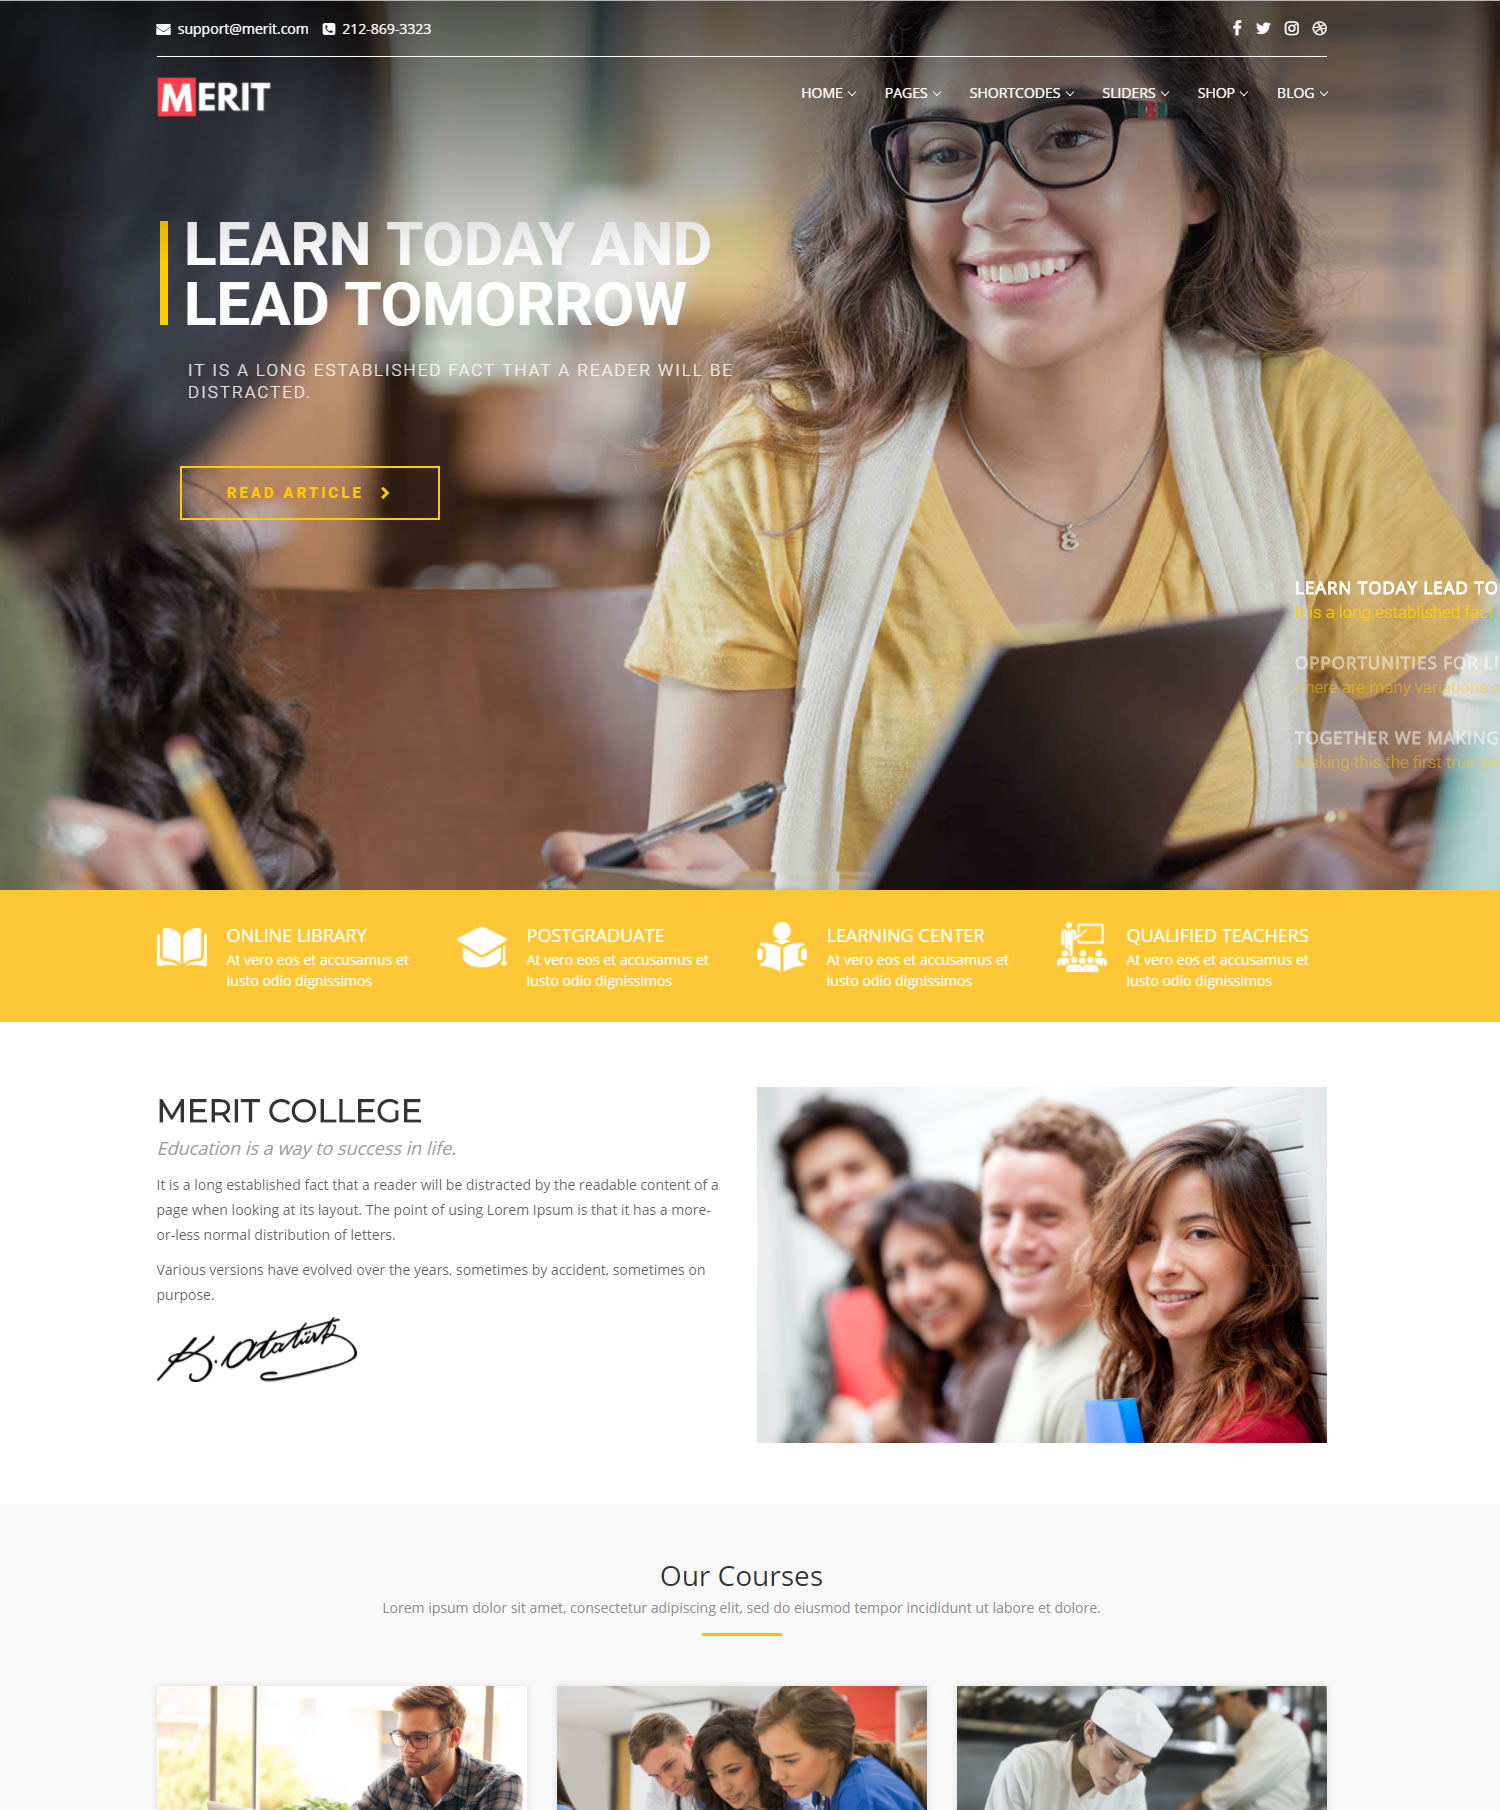 support@merit.com 212-869-3323
MERIT
HOME PAGES SHORTCODES SLIDERS SHOP BLOG
LEARN TODAY AND
LEAD TOMORROW
IT IS A LONG ESTABLISHED FACT THAT A READER WILL BE
DISTRACTED.
READ ARTICLE
LEARN TODAY LEAD TO
It is a long established fact
OPPORTUNITIES FOR LI
There are many variations
TOGETHER WE MAKING
Making this the first true
ONLINE LIBRARY
At vero eos et accusamus et
iusto odio dignissimos
POSTGRADUATE
At vero eos et accusamus et
iusto odio dignissimos
LEARNING CENTER
At vero eos et accusamus et
iusto odio dignissimos
QUALIFIED TEACHERS
At vero eos et accusamus et
iusto odio dignissimos
MERIT COLLEGE
Education is a way to success in life.
It is a long established fact that a reader will be distracted by the readable content of a
page when looking at its layout. The point of using Lorem Ipsum is that it has a more-
or-less normal distribution of letters.
Various versions have evolved over the years, sometimes by accident, sometimes on
purpose.
K. Atatürk
Our Courses
Lorem ipsum dolor sit amet, consectetur adipiscing elit, sed do eiusmod tempor incididunt ut labore et dolore.